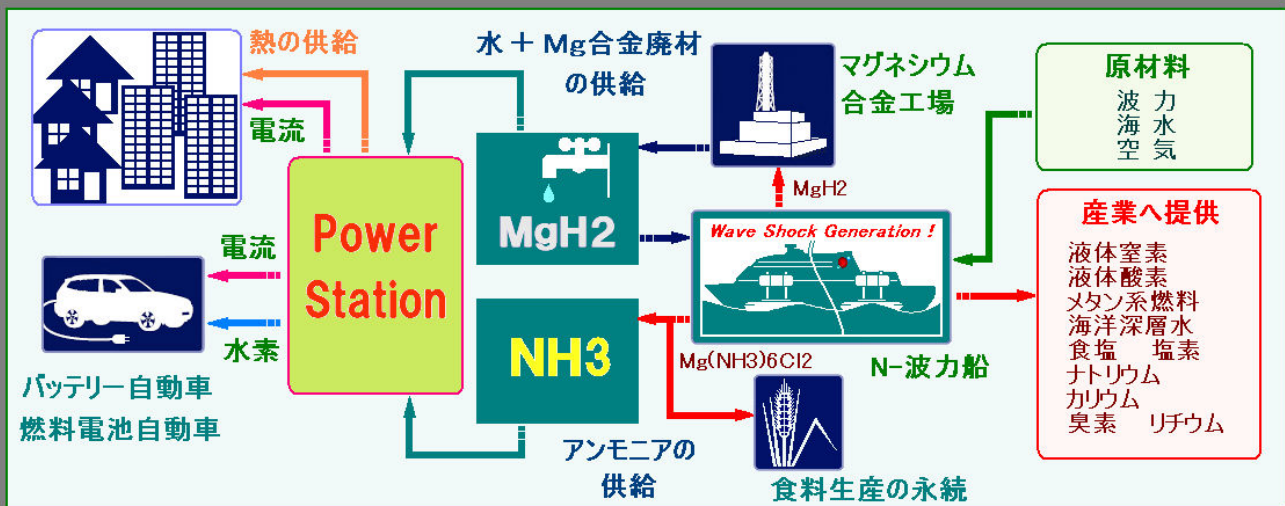 熱の供給
電流
水 + Mg合金廃材
の供給
マグネシウム
合金工場
原材料
波 力
海 水
空 気
MgH2
MgH2
Power
Station
Wave Shock Generation !
産業へ提供
液体窒素
液体酸素
メタン系燃料
海洋深層水
食塩 塩素
ナトリウム
カリウム
臭素 リチウム
電流
水素
バッテリー自動車
燃料電池自動車
NH3
Mg(NH3)6Cl2
N-波力船
アンモニアの
供給
食料生産の永続